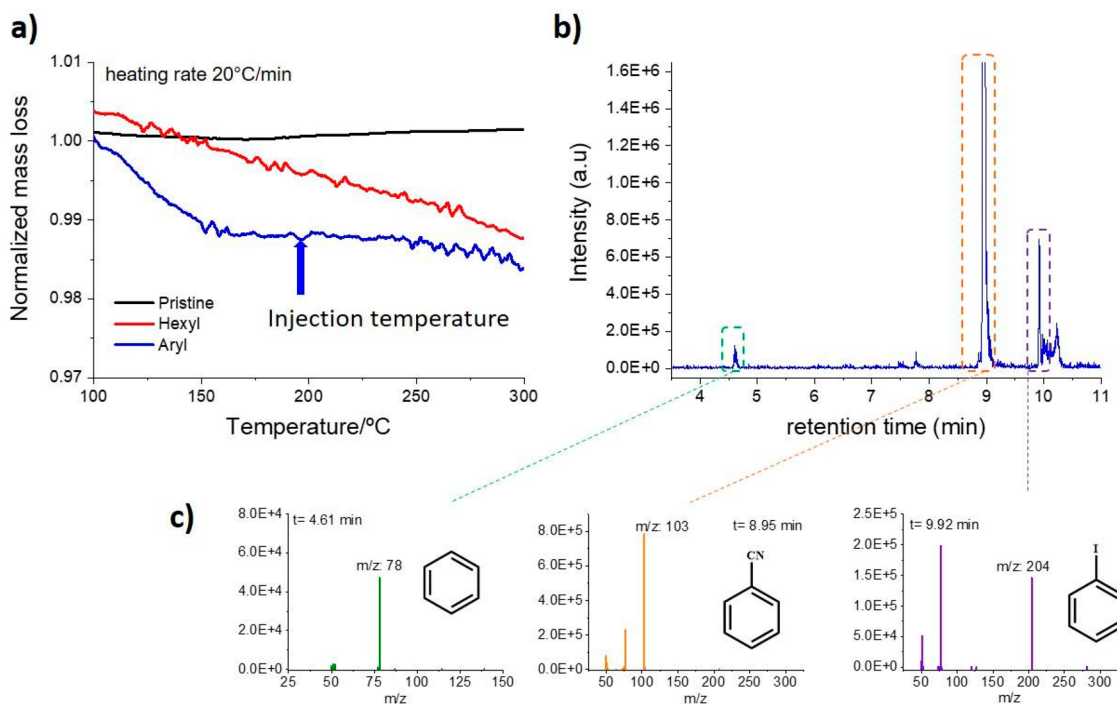 a)
1.01
1.00
0.99
0.98
0.97
Normalized mass loss
heating rate 20°C/min
Pristine
Hexyl
Aryl
Injection temperature
100
150
200
250
300
Temperature/ºC
b)
1.6E+6
1.4E+6
1.2E+6
1.0E+6
8.0E+5
6.0E+5
4.0E+5
2.0E+5
0.0E+0
Intensity (a.u)
4
5
6
7
8
9
10
11
retention time (min)
c)
8.0E+4
6.0E+4
4.0E+4
2.0E+4
0.0E+0
t= 4.61 min
m/z: 78
25
50
75
100
125
150
m/z
8.0E+5
6.0E+5
4.0E+5
2.0E+5
0.0E+0
m/z: 103
t= 8.95 min
CN
50
100
150
200
250
300
m/z
2.5E+5
2.0E+5
1.5E+5
1.0E+5
5.0E+4
0.0E+0
t= 9.92 min
m/z: 204
I
50
100
150
200
250
300
m/z